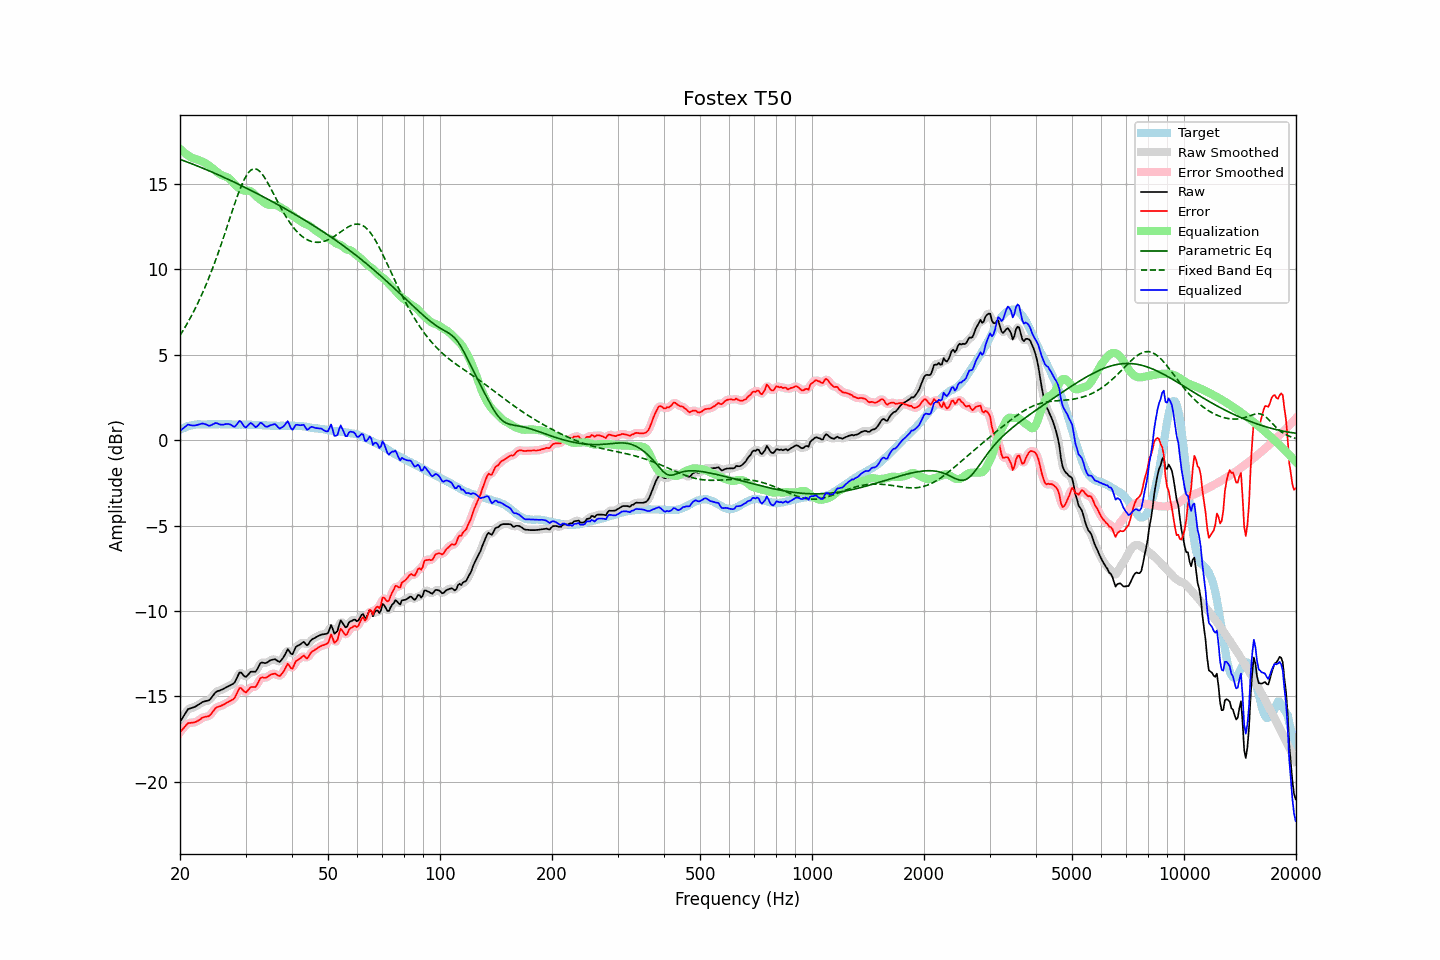 Fostex T50
Target
Raw Smoothed
Error Smoothed
Raw
Error
Equalization
Parametric Eq
Fixed Band Eq
Equalized
Amplitude (dBr)
15
10
5
0
−5
−10
−15
−20
20 50 100 200 500 1000 2000 5000 10000 20000
Frequency (Hz)